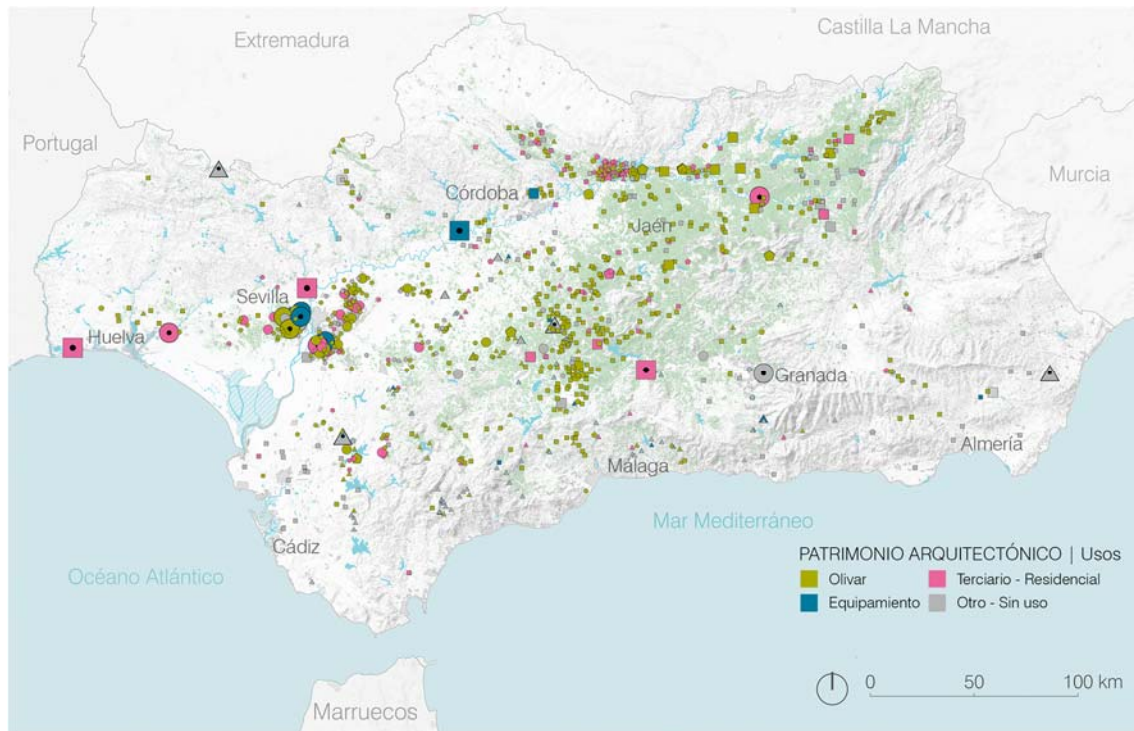 Extremadura
Castilla La Mancha
Portugal
Murcia
Córdoba
Jaén
Sevilla
Huelva
Granada
Almería
Málaga
Cádiz
Mar Mediterráneo
Océano Atlántico
Marruecos
PATRIMONIO ARQUITECTÓNICO | Usos
Olivar
Terciario - Residencial
Equipamiento
Otro - Sin uso
0 50 100 km